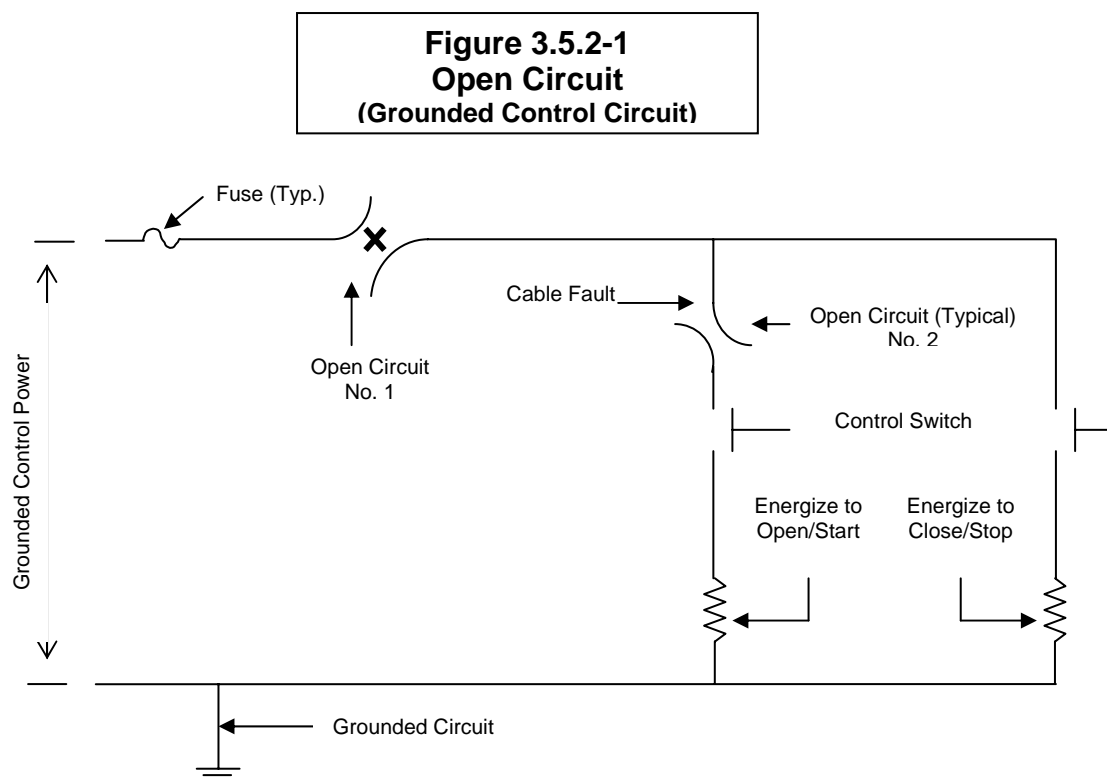 Figure 3.5.2-1
Open Circuit
(Grounded Control Circuit)
Fuse (Typ.)
Cable Fault
Open Circuit (Typical)
No. 2
Open Circuit
No. 1
Grounded Control Power
Control Switch
Energize to
Open/Start
Energize to
Close/Stop
Grounded Circuit